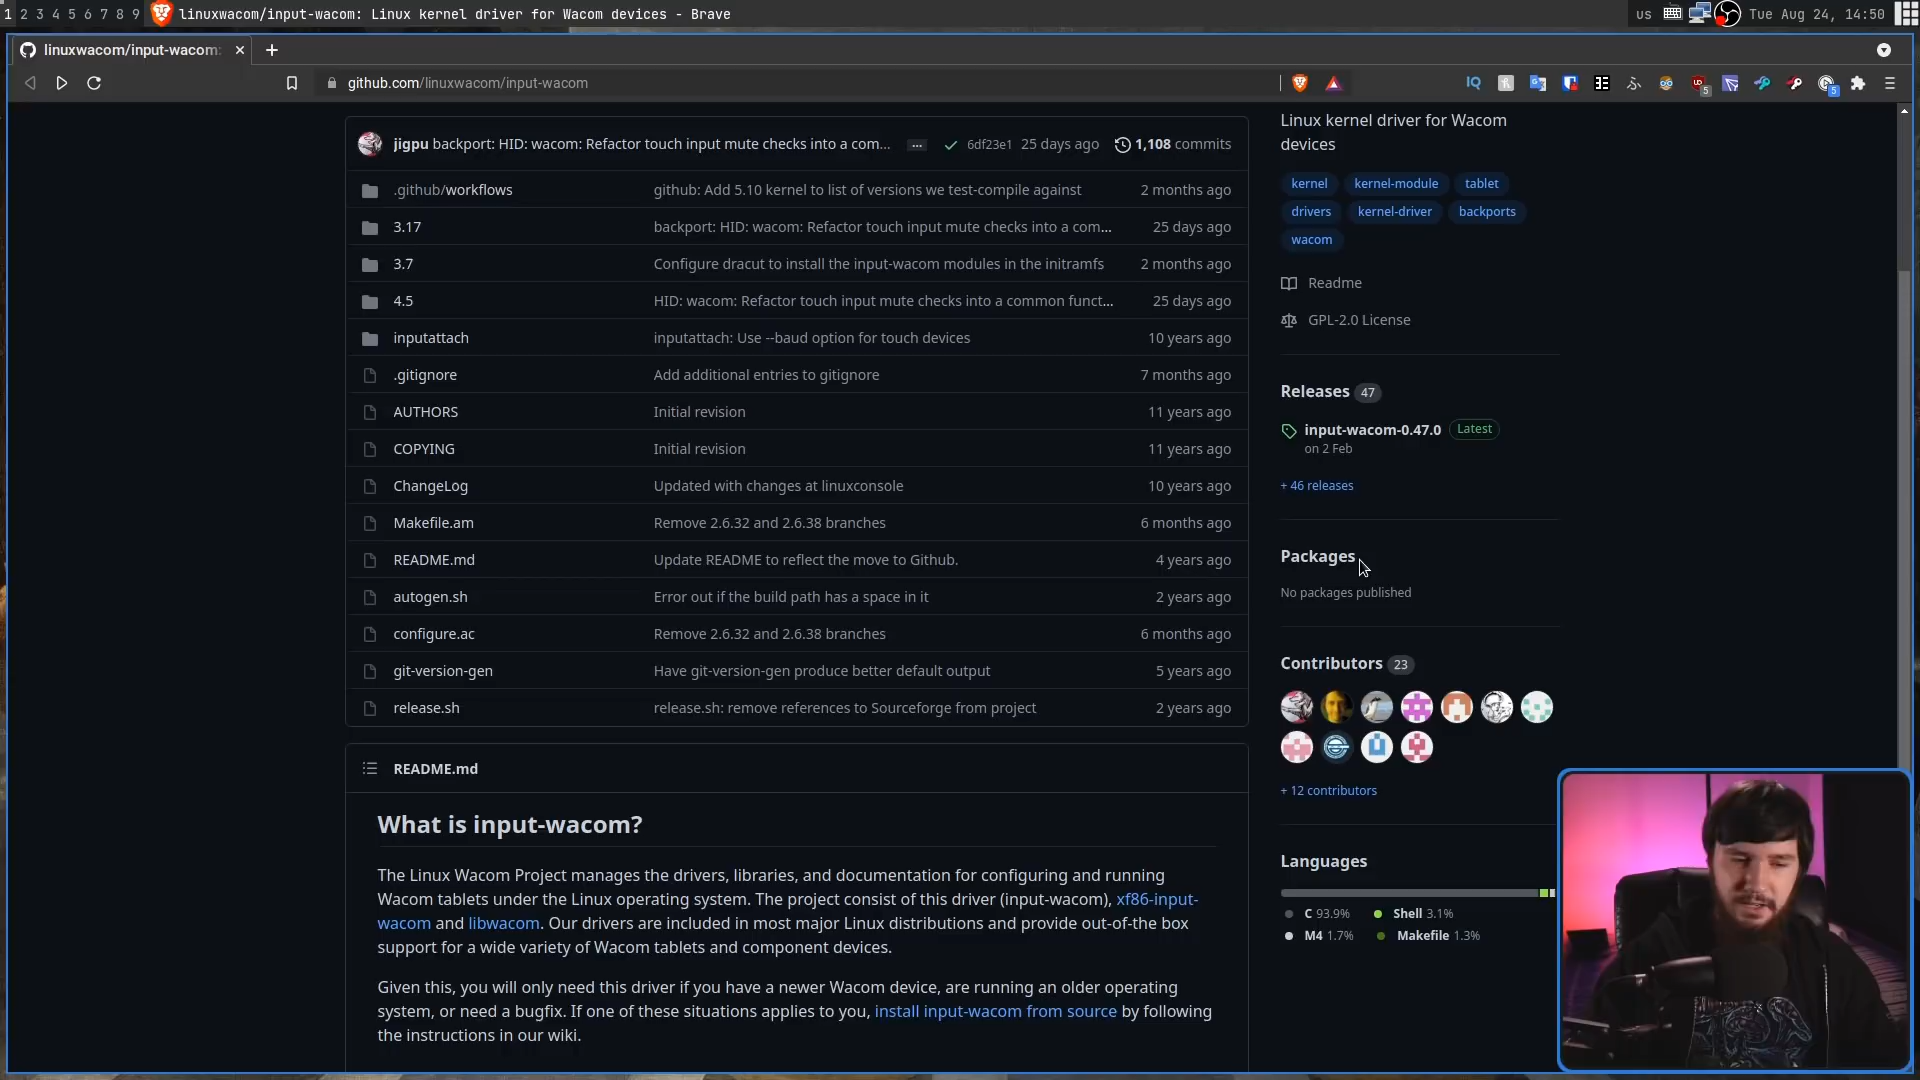 1 2 3 4 5 6 7 8 9 linuxwacom/input-wacom: Linux kernel driver for Wacom devices - Brave us Tue Aug 24, 14:50
linuxwacom/input-wacom:
github.com/linuxwacom/input-wacom
jigpu backport: HID: wacom: Refactor touch input mute checks into a com... ... 6df23e1 25 days ago 1,108 commits
.github/workflows github: Add 5.10 kernel to list of versions we test-compile against 2 months ago
3.17 backport: HID: wacom: Refactor touch input mute checks into a com... 25 days ago
3.7 Configure dracut to install the input-wacom modules in the initramfs 2 months ago
4.5 HID: wacom: Refactor touch input mute checks into a common funct... 25 days ago
inputattach inputattach: Use --baud option for touch devices 10 years ago
.gitignore Add additional entries to gitignore 7 months ago
AUTHORS Initial revision 11 years ago
COPYING Initial revision 11 years ago
ChangeLog Updated with changes at linuxconsole 10 years ago
Makefile.am Remove 2.6.32 and 2.6.38 branches 6 months ago
README.md Update README to reflect the move to Github. 4 years ago
autogen.sh Error out if the build path has a space in it 2 years ago
configure.ac Remove 2.6.32 and 2.6.38 branches 6 months ago
git-version-gen Have git-version-gen produce better default output 5 years ago
release.sh release.sh: remove references to Sourceforge from project 2 years ago
README.md
What is input-wacom?
The Linux Wacom Project manages the drivers, libraries, and documentation for configuring and running
Wacom tablets under the Linux operating system. The project consist of this driver (input-wacom), xf86-input-
wacom and libwacom. Our drivers are included in most major Linux distributions and provide out-of-the box
support for a wide variety of Wacom tablets and component devices.
Given this, you will only need this driver if you have a newer Wacom device, are running an older operating
system, or need a bugfix. If one of these situations applies to you, install input-wacom from source by following
the instructions in our wiki.
Linux kernel driver for Wacom
devices
kernel kernel-module tablet
drivers kernel-driver backports
wacom
Readme
GPL-2.0 License
Releases 47
input-wacom-0.47.0 Latest
on 2 Feb
+ 46 releases
Packages
No packages published
Contributors 23
+ 12 contributors
Languages
C 93.9% Shell 3.1%
M4 1.7% Makefile 1.3%